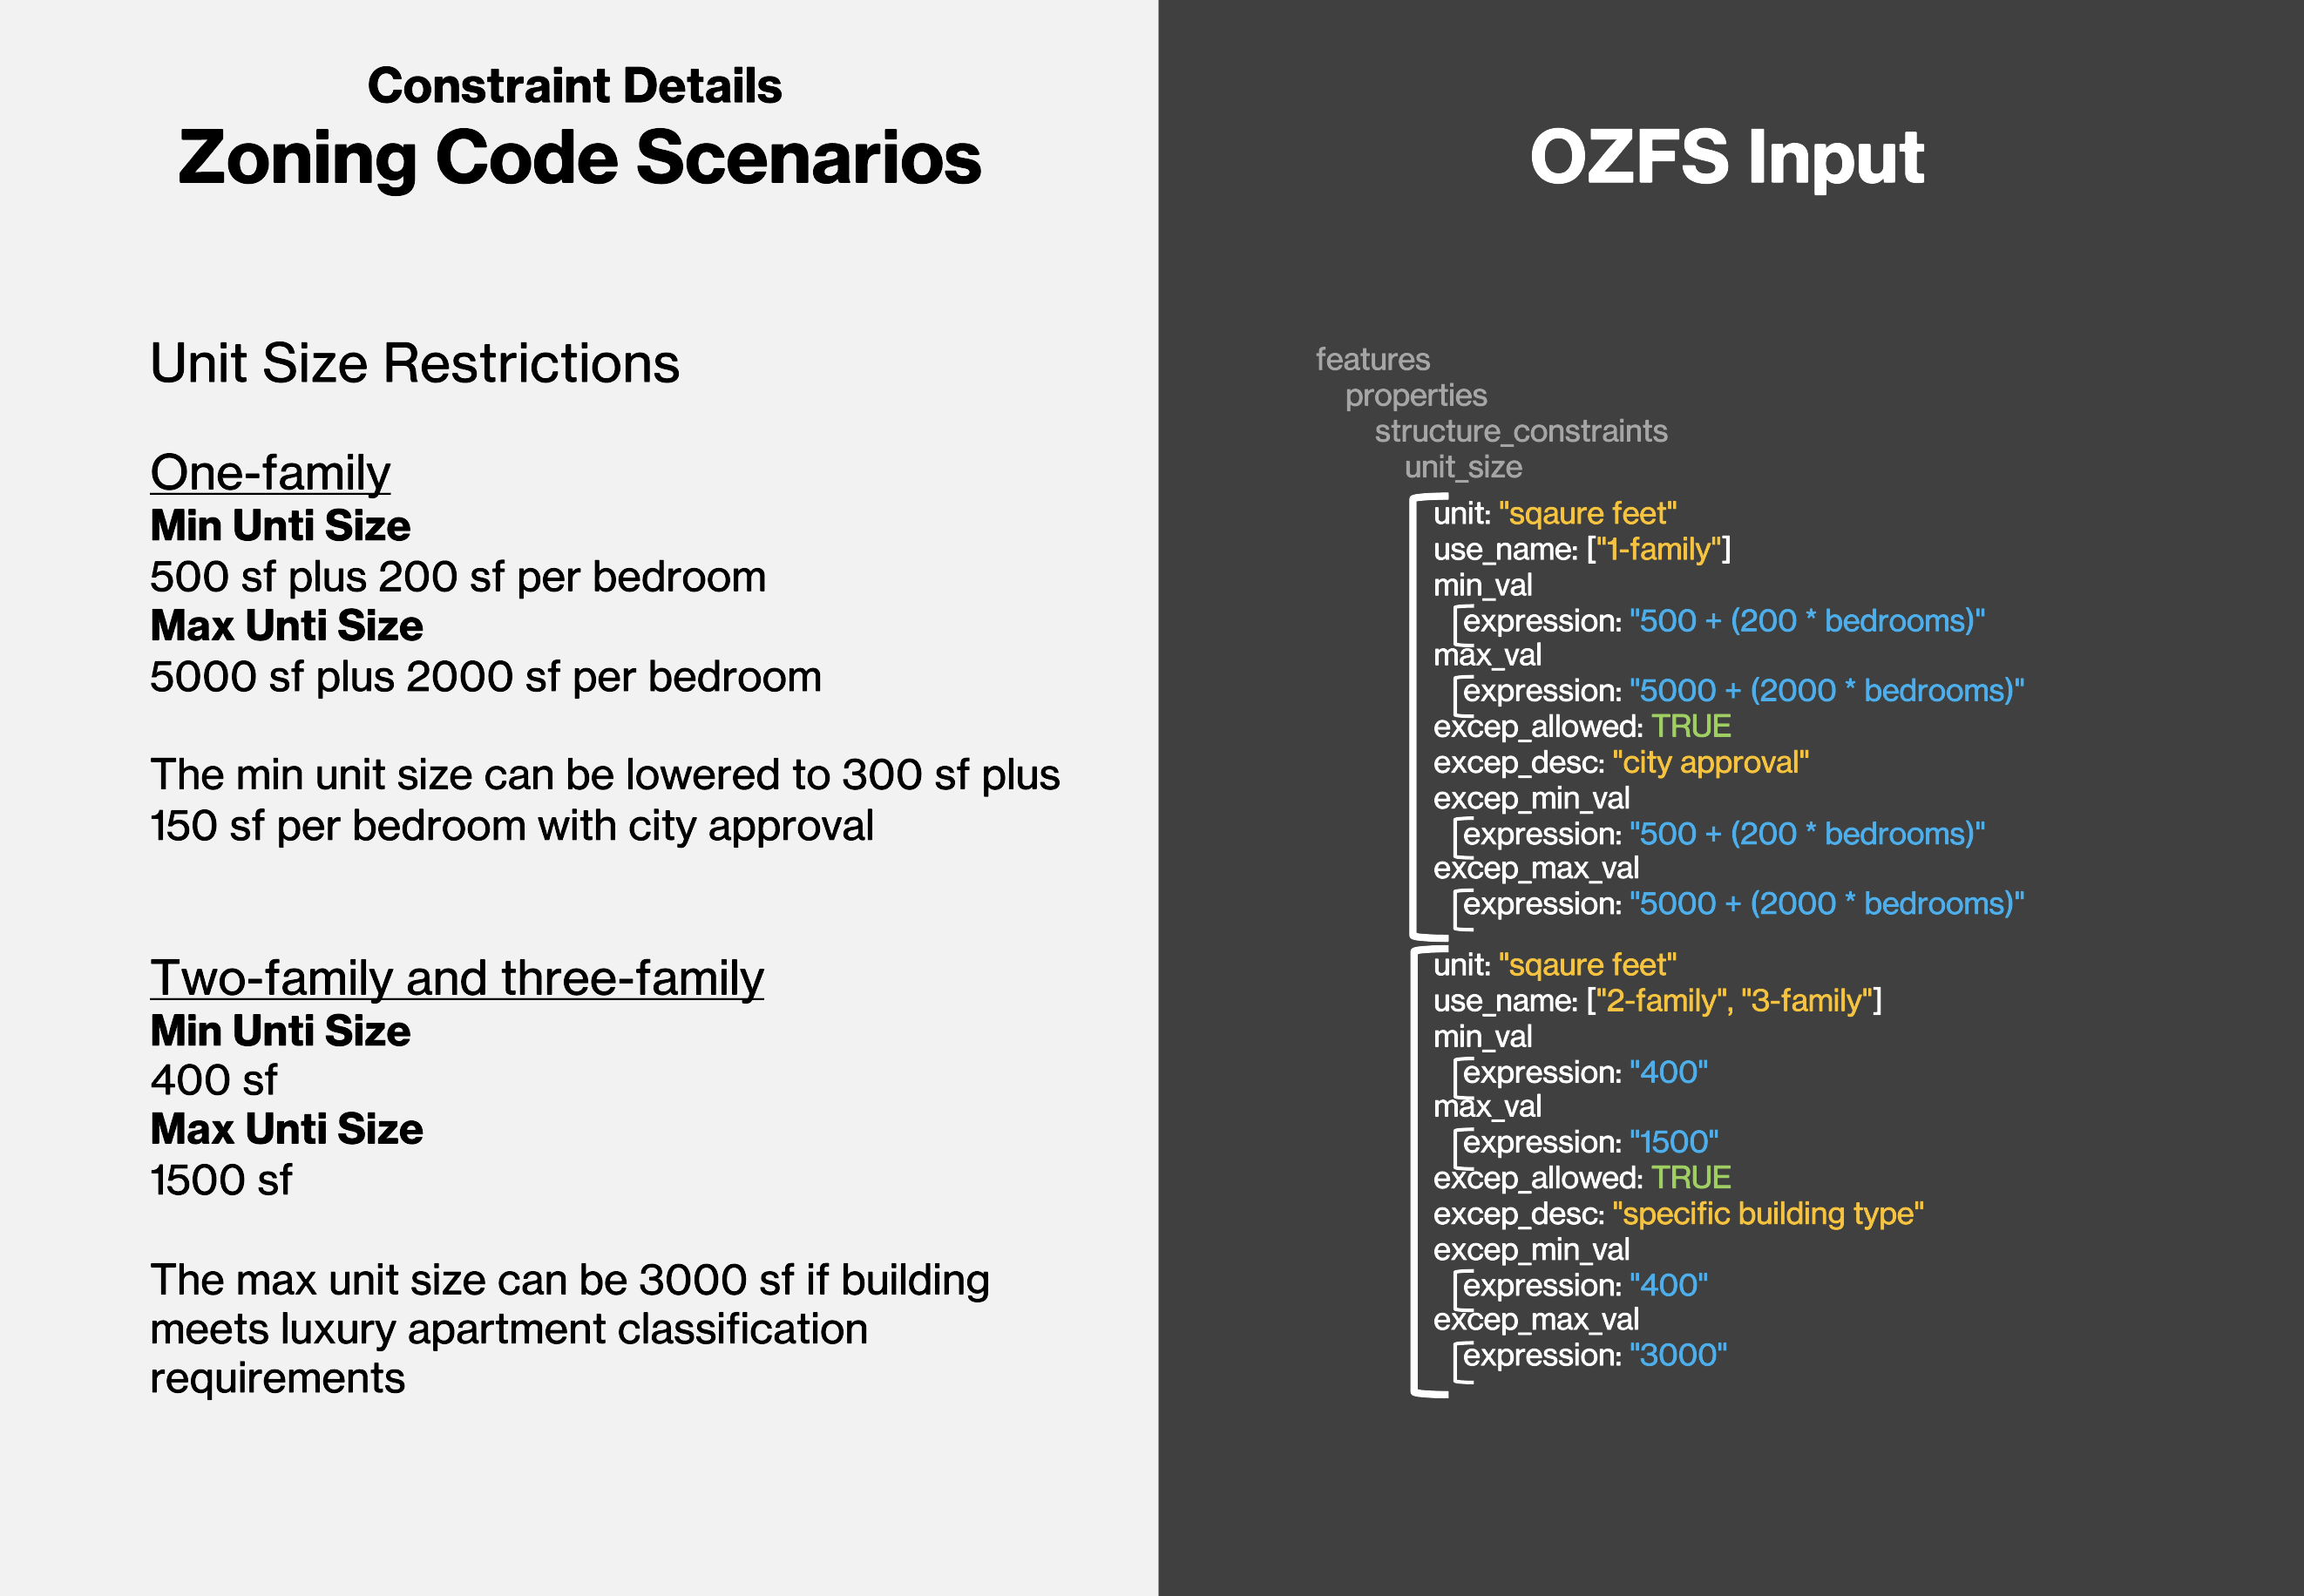 Constraint Details
Zoning Code Scenarios
Unit Size Restrictions
One-family
Min Unti Size
500 sf plus 200 sf per bedroom
Max Unti Size
5000 sf plus 2000 sf per bedroom
The min unit size can be lowered to 300 sf plus
150 sf per bedroom with city approval
Two-family and three-family
Min Unti Size
400 sf
Max Unti Size
1500 sf
The max unit size can be 3000 sf if building
meets luxury apartment classification
requirements
OZFS Input
features
properties
structure_constraints
unit_size
unit: "sqaure feet"
use_name: ["1-family"]
min_val
expression: "500 + (200 * bedrooms)"
max_val
expression: "5000 + (2000 * bedrooms)"
excep_allowed: TRUE
excep_desc: "city approval"
excep_min_val
expression: "500 + (200 * bedrooms)"
excep_max_val
expression: "5000 + (2000 * bedrooms)"
unit: "sqaure feet"
use_name: ["2-family", "3-family"]
min_val
expression: "400"
max_val
expression: "1500"
excep_allowed: TRUE
excep_desc: "specific building type"
excep_min_val
expression: "400"
excep_max_val
expression: "3000"